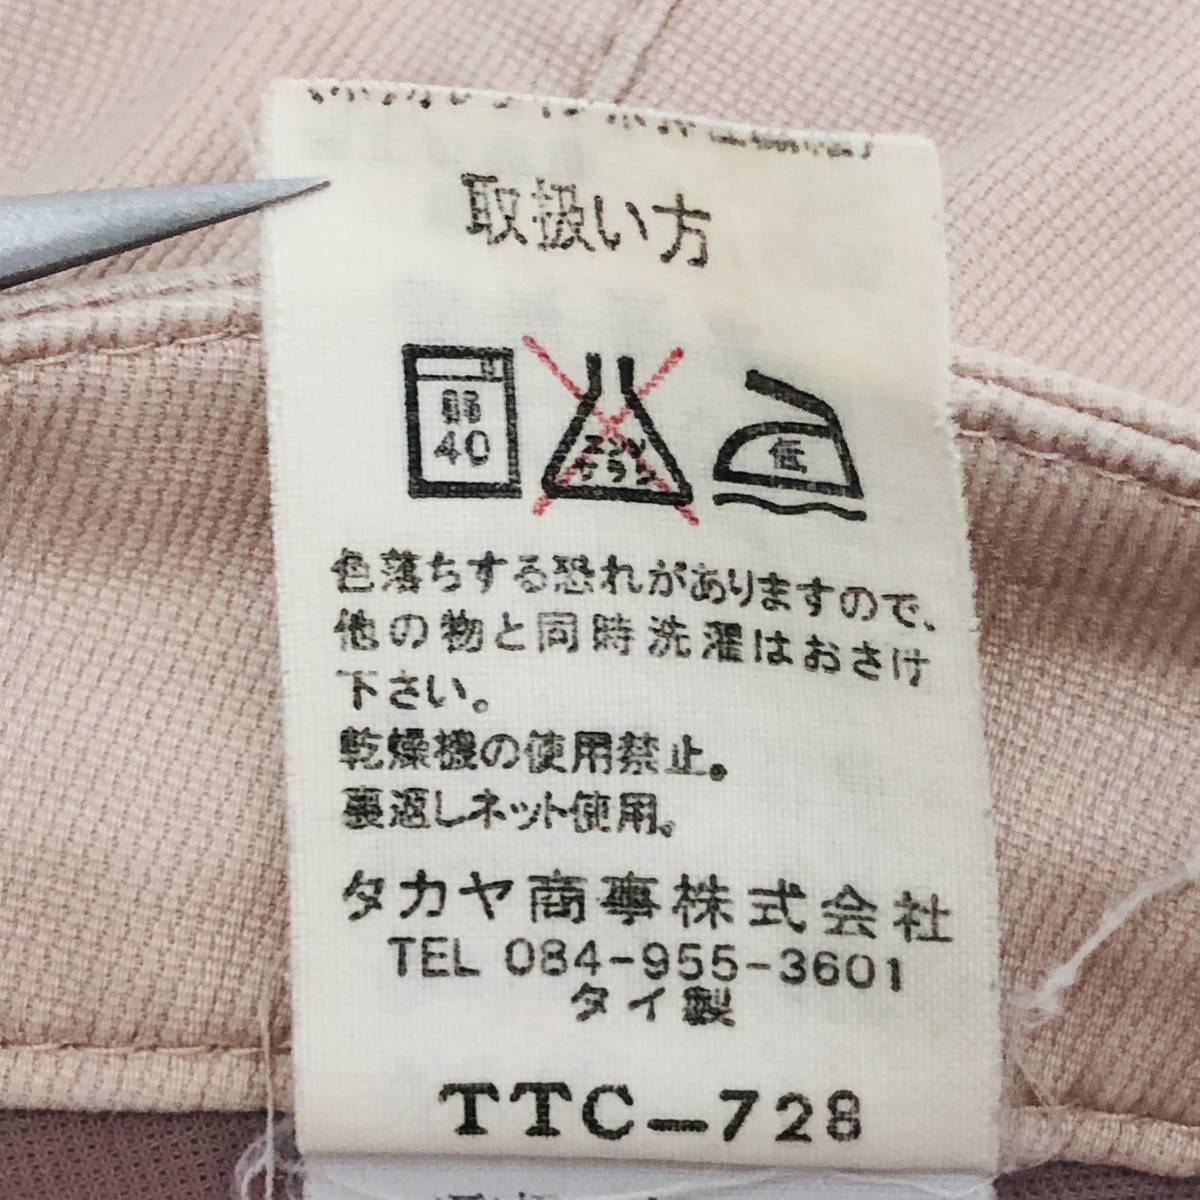 取扱い方
40
エンソ
サラシ
低
色落ちする恐れがありますので、
他の物と同時洗濯はおさけ
下さい。
乾燥機の使用禁止。
裏返しネット使用。
タカヤ商事株式会社
TEL 084-955-3601
タイ製
TTC-728